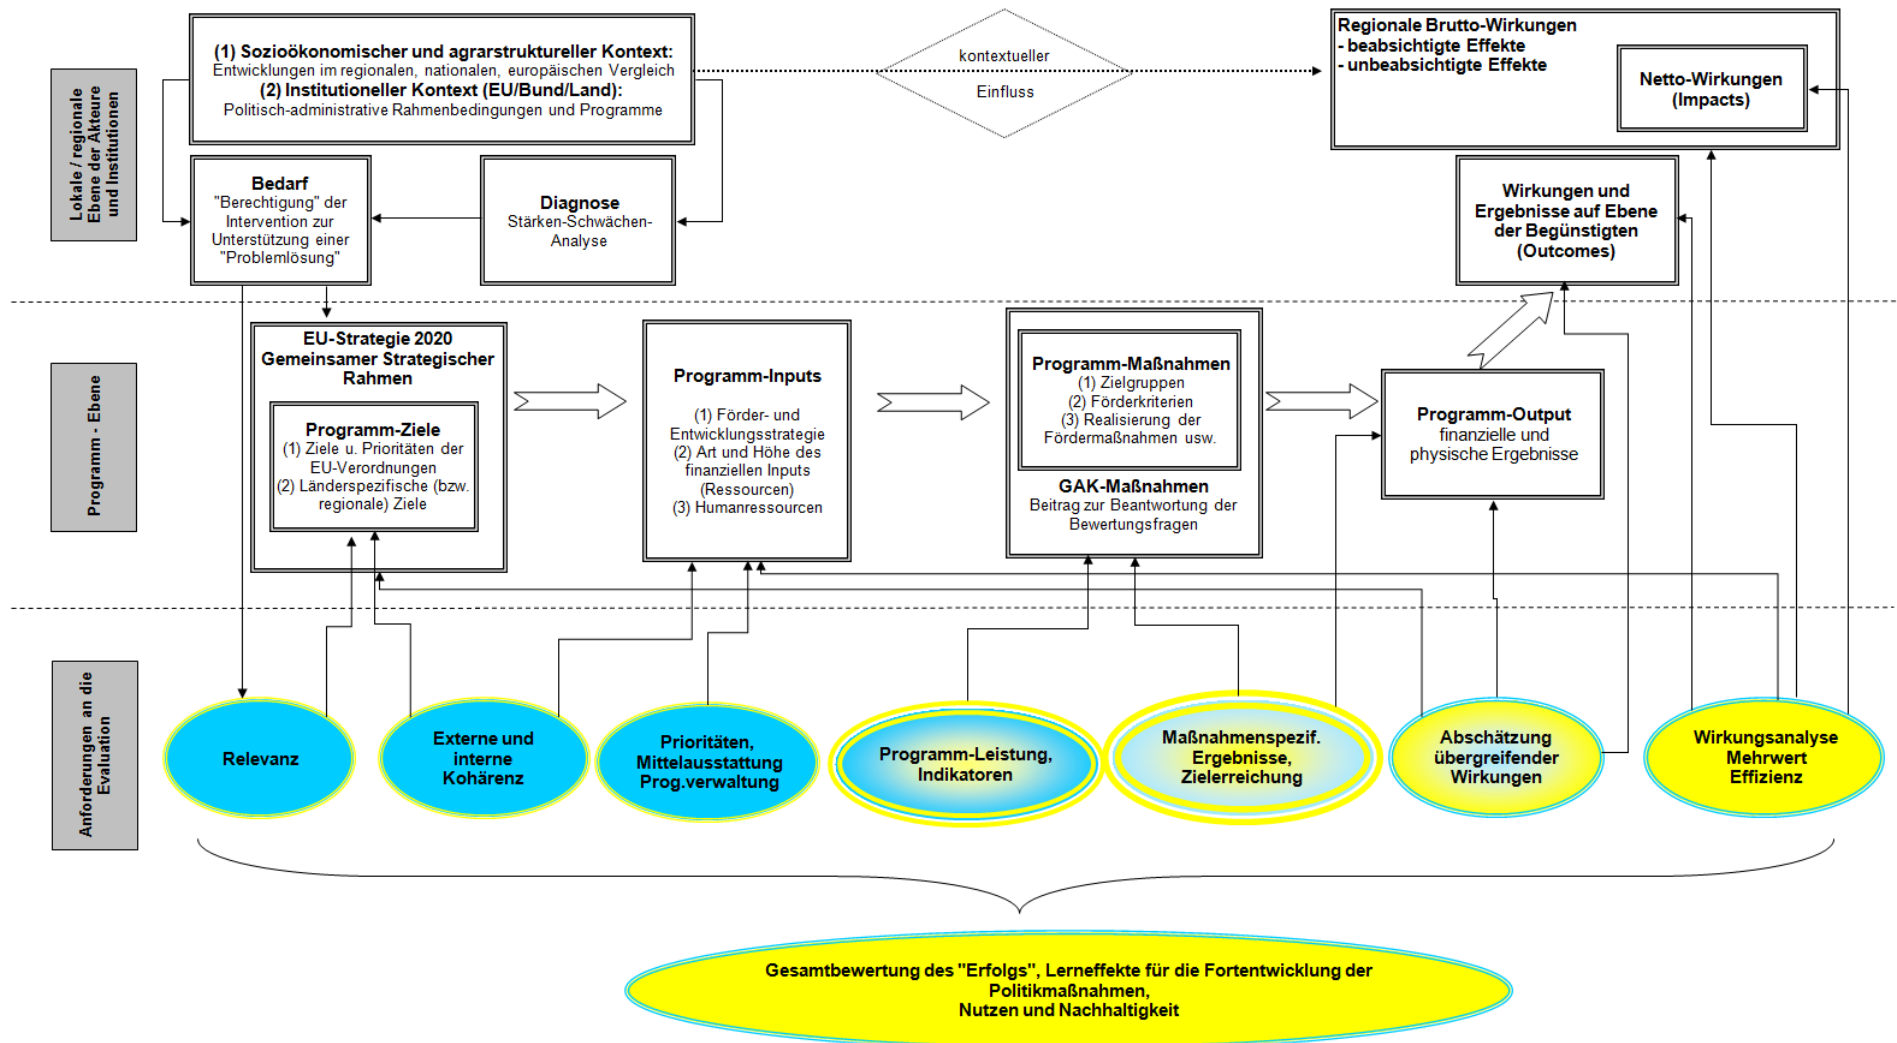 Lokale / regionale
Ebene der Akteure
und Institutionen
(1) Sozioökonomischer und agrarstruktureller Kontext:
Entwicklungen im regionalen, nationalen, europäischen Vergleich
(2) Institutioneller Kontext (EU/Bund/Land):
Politisch-administrative Rahmenbedingungen und Programme
kontextueller
Einfluss
Regionale Brutto-Wirkungen
- beabsichtigte Effekte
- unbeabsichtigte Effekte
Netto-Wirkungen
(Impacts)
Bedarf
"Berechtigung" der
Intervention zur
Unterstützung einer
"Problemlösung"
Diagnose
Stärken-Schwächen-
Analyse
Wirkungen und
Ergebnisse auf Ebene
der Begünstigten
(Outcomes)
Programm - Ebene
EU-Strategie 2020
Gemeinsamer Strategischer
Rahmen
Programm-Ziele
(1) Ziele u. Prioritäten der
EU-Verordnungen
(2) Länderspezifische (bzw.
regionale) Ziele
Programm-Inputs
(1) Förder- und
Entwicklungsstrategie
(2) Art und Höhe des
finanziellen Inputs
(Ressourcen)
(3) Humanressourcen
Programm-Maßnahmen
(1) Zielgruppen
(2) Förderkriterien
(3) Realisierung der
Fördermaßnahmen usw.
GAK-Maßnahmen
Beitrag zur Beantwortung der
Bewertungsfragen
Programm-Output
finanzielle und
physische Ergebnisse
Anforderungen an die
Evaluation
Relevanz
Externe und
interne
Kohärenz
Prioritäten,
Mittelausstattung
Prog.verwaltung
Programm-Leistung,
Indikatoren
Maßnahmenspezif.
Ergebnisse,
Zielerreichung
Abschätzung
übergreifender
Wirkungen
Wirkungsanalyse
Mehrwert
Effizienz
Gesamtbewertung des "Erfolgs", Lerneffekte für die Fortentwicklung der
Politikmaßnahmen,
Nutzen und Nachhaltigkeit